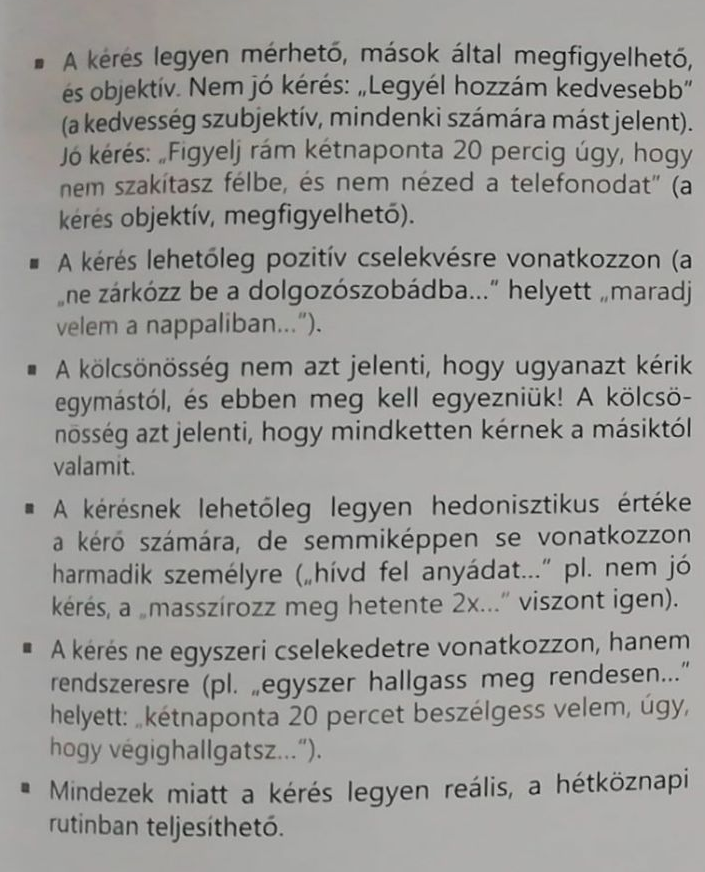 ▪ A kérés legyen mérhető, mások által megfigyelhető,
és objektív. Nem jó kérés: „Legyél hozzám kedvesebb"
(a kedvesség szubjektív, mindenki számára mást jelent).
Jó kérés: „Figyelj rám kétnaponta 20 percig úgy, hogy
nem szakítasz félbe, és nem nézed a telefonodat" (a
kérés objektív, megfigyelhető).
▪ A kérés lehetőleg pozitív cselekvésre vonatkozzon (a
„ne zárkózz be a dolgozószobádba..." helyett „maradj
velem a nappaliban...").
▪ A kölcsönösség nem azt jelenti, hogy ugyanazt kérik
egymástól, és ebben meg kell egyezniük! A kölcsö-
nösség azt jelenti, hogy mindketten kérnek a másiktól
valamit.
▪ A kérésnek lehetőleg legyen hedonisztikus értéke
a kérő számára, de semmiképpen se vonatkozzon
harmadik személyre („hívd fel anyádat..." pl. nem jó
kérés, a „masszírozz meg hetente 2x..." viszont igen).
▪ A kérés ne egyszeri cselekedetre vonatkozzon, hanem
rendszeresre (pl. „egyszer hallgass meg rendesen..."
helyett: „kétnaponta 20 percet beszélgess velem, úgy,
hogy végighallgatsz...").
▪ Mindezek miatt a kérés legyen reális, a hétköznapi
rutinban teljesíthető.